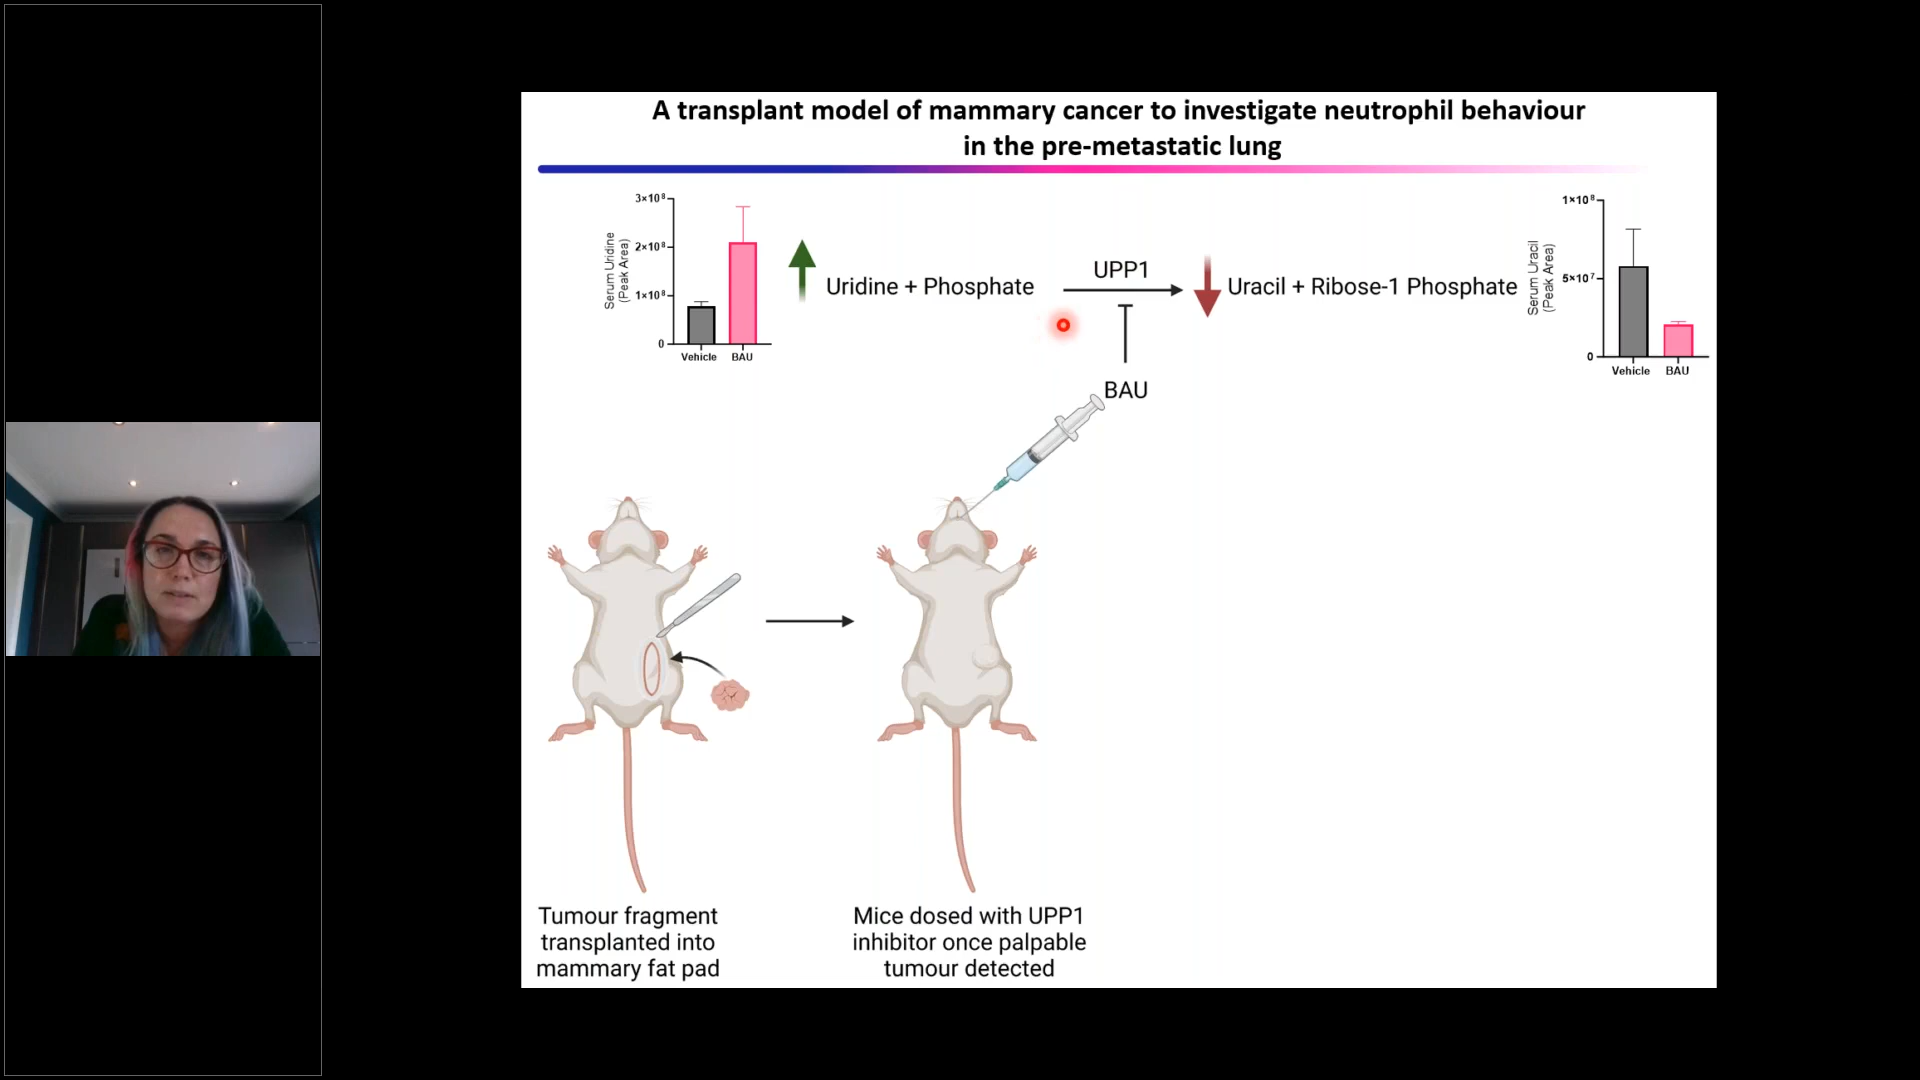 A transplant model of mammary cancer to investigate neutrophil behaviour
in the pre-metastatic lung
3×10⁸
2×10⁸
1×10⁸
0
Serum Uridine
(Peak Area)
Vehicle
BAU
Uridine + Phosphate
UPP1
Uracil + Ribose-1 Phosphate
BAU
1×10⁸
5×10⁷
0
Serum Uracil
(Peak Area)
Vehicle
BAU
Tumour fragment
transplanted into
mammary fat pad
Mice dosed with UPP1
inhibitor once palpable
tumour detected